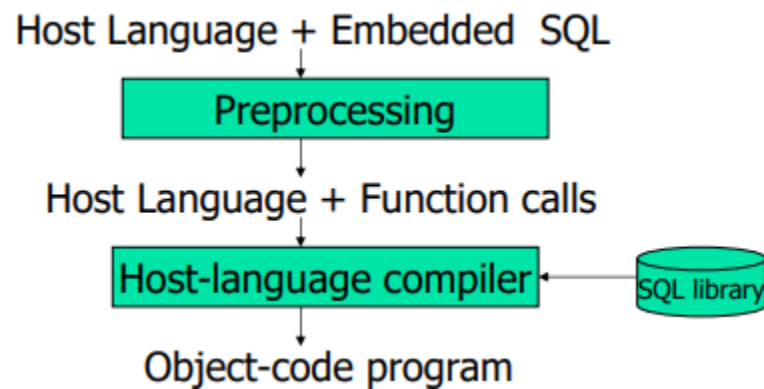 Host Language + Embedded SQL
Preprocessing
Host Language + Function calls
Host-language compiler
SQL library
Object-code program